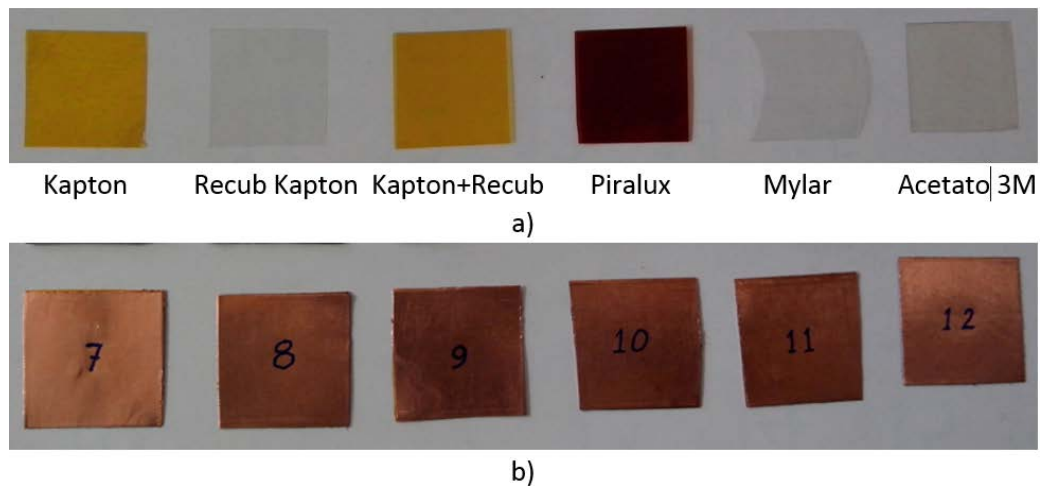 Kapton Recub Kapton Kapton+Recub Piralux Mylar Acetato 3M
a)
7 8 9 10 11 12
b)